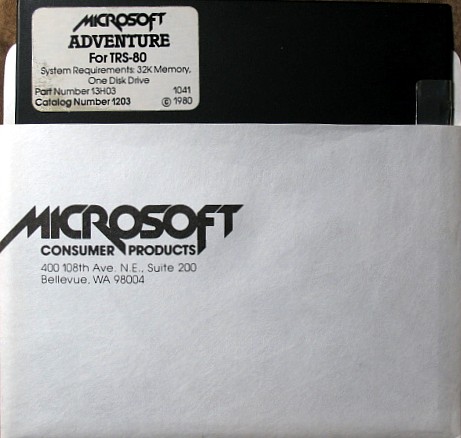 MICROSOFT
ADVENTURE
For TRS-80
System Requirements: 32K Memory,
One Disk Drive
Part Number 13H03 1041
Catalog Number 1203 © 1980
MICROSOFT
CONSUMER PRODUCTS
400 108th Ave. N.E., Suite 200
Bellevue, WA 98004